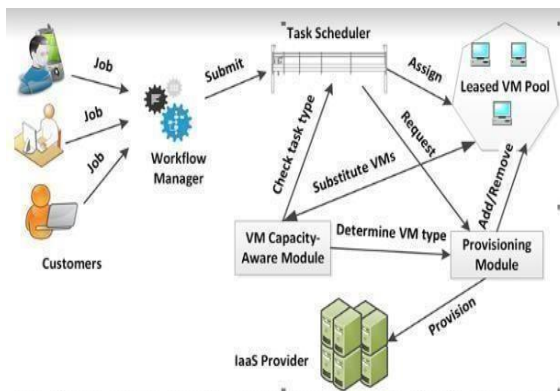 Task Scheduler
Job
Submit
Assign
Leased VM Pool
Job
Workflow
Manager
Job
Check task type
Substitute VMs
Request
Add/Remove
Customers
VM Capacity-
Aware Module
Determine VM type
Provisioning
Module
Provision
IaaS Provider